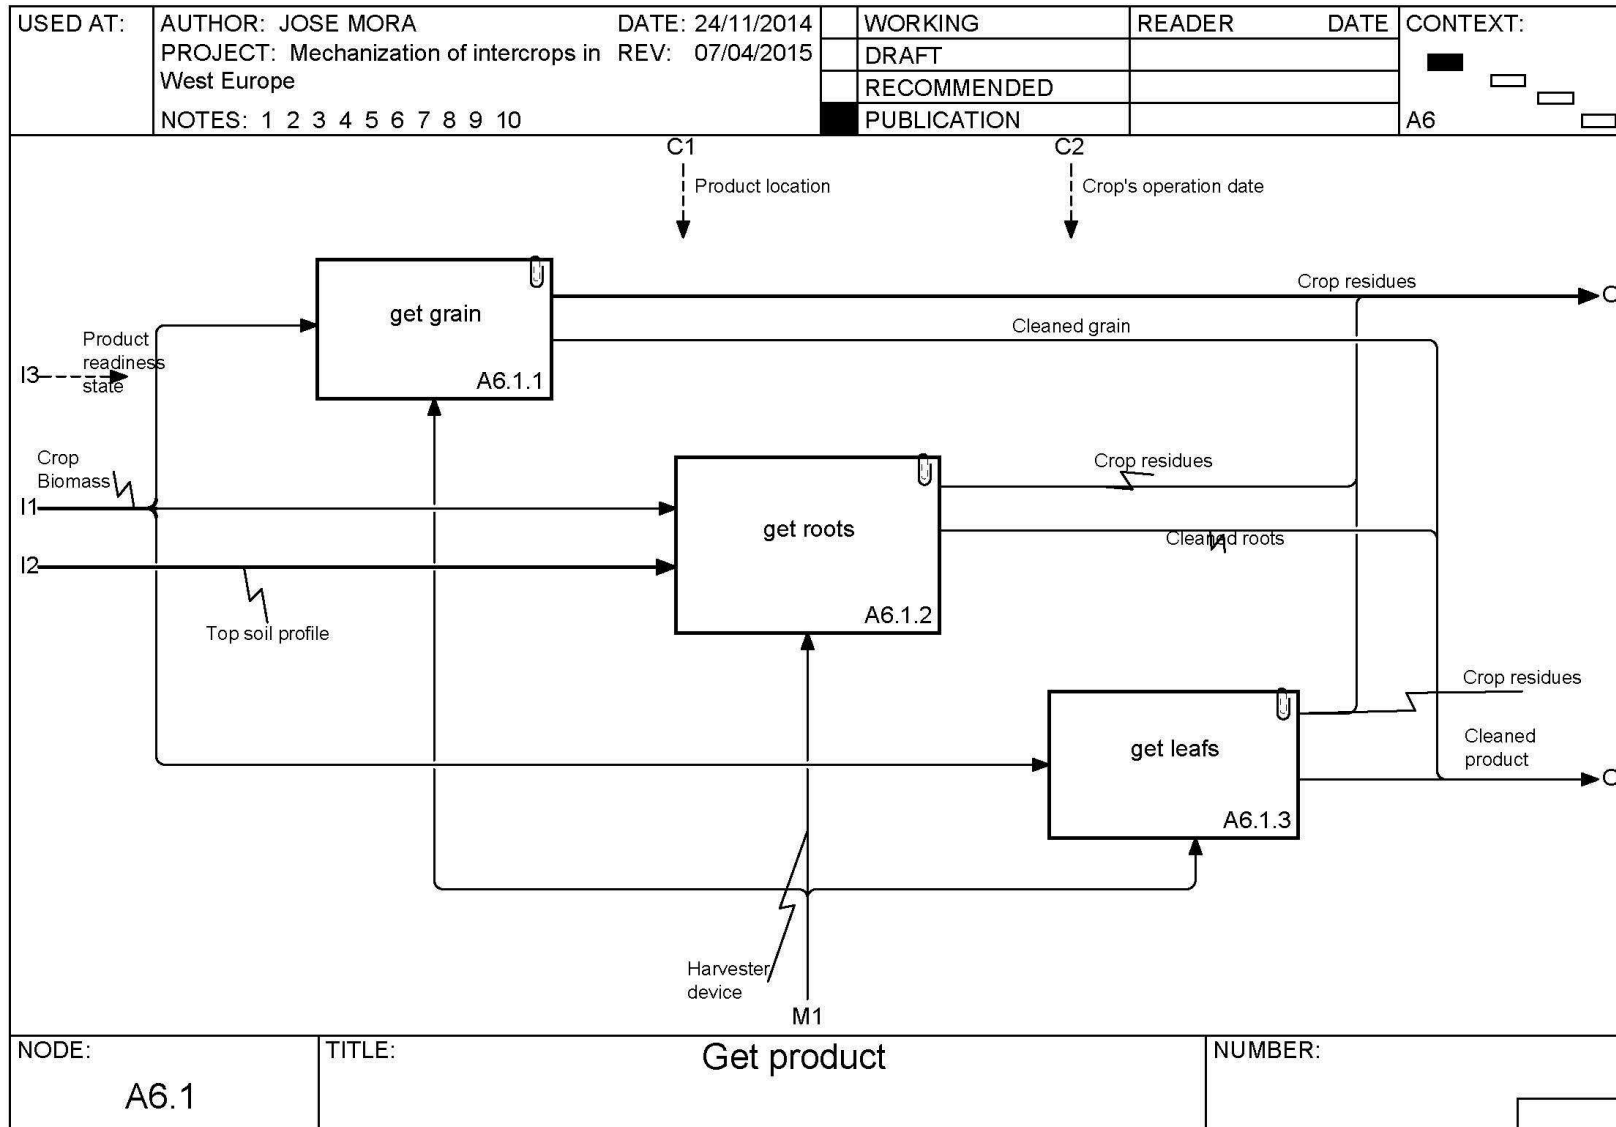 USED AT:
AUTHOR: JOSE MORA
DATE: 24/11/2014
PROJECT: Mechanization of intercrops in
REV: 07/04/2015
West Europe
NOTES: 1 2 3 4 5 6 7 8 9 10
WORKING
DRAFT
RECOMMENDED
PUBLICATION
READER DATE
CONTEXT:
A6
C1
C2
Product location
Crop's operation date
get grain
A6.1.1
Crop residues
Cleaned grain
Product
readiness
state
I3
Crop
Biomass
I1
I2
Top soil profile
get roots
A6.1.2
Crop residues
Cleaned roots
get leafs
A6.1.3
Crop residues
Cleaned
product
Harvester
device
M1
NODE:
A6.1
TITLE:
Get product
NUMBER: